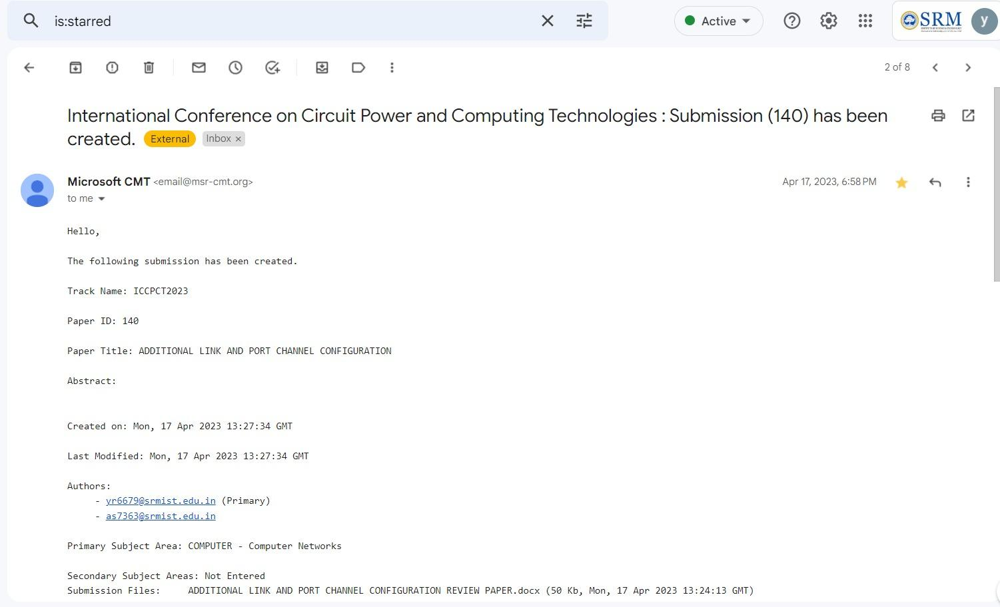 is:starred
Active
SRM
y
2 of 8
International Conference on Circuit Power and Computing Technologies : Submission (140) has been
created. External Inbox ×
Microsoft CMT <email@msr-cmt.org>
Apr 17, 2023, 6:58 PM
to me
Hello,
The following submission has been created.
Track Name: ICCPCT2023
Paper ID: 140
Paper Title: ADDITIONAL LINK AND PORT CHANNEL CONFIGURATION
Abstract:
Created on: Mon, 17 Apr 2023 13:27:34 GMT
Last Modified: Mon, 17 Apr 2023 13:27:34 GMT
Authors:
- yr6679@srmist.edu.in (Primary)
- as7363@srmist.edu.in
Primary Subject Area: COMPUTER - Computer Networks
Secondary Subject Areas: Not Entered
Submission Files: ADDITIONAL LINK AND PORT CHANNEL CONFIGURATION REVIEW PAPER.docx (50 Kb, Mon, 17 Apr 2023 13:24:13 GMT)